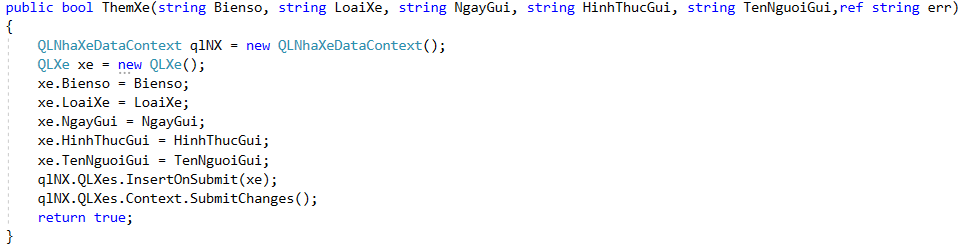 public bool ThemXe(string Bienso, string LoaiXe, string NgayGui, string HinhThucGui, string TenNguoiGui,ref string err)
{
QLNhaXeDataContext qlNX = new QLNhaXeDataContext();
QLXe xe = new QLXe();
xe.Bienso = Bienso;
xe.LoaiXe = LoaiXe;
xe.NgayGui = NgayGui;
xe.HinhThucGui = HinhThucGui;
xe.TenNguoiGui = TenNguoiGui;
qlNX.QLXes.InsertOnSubmit(xe);
qlNX.QLXes.Context.SubmitChanges();
return true;
}